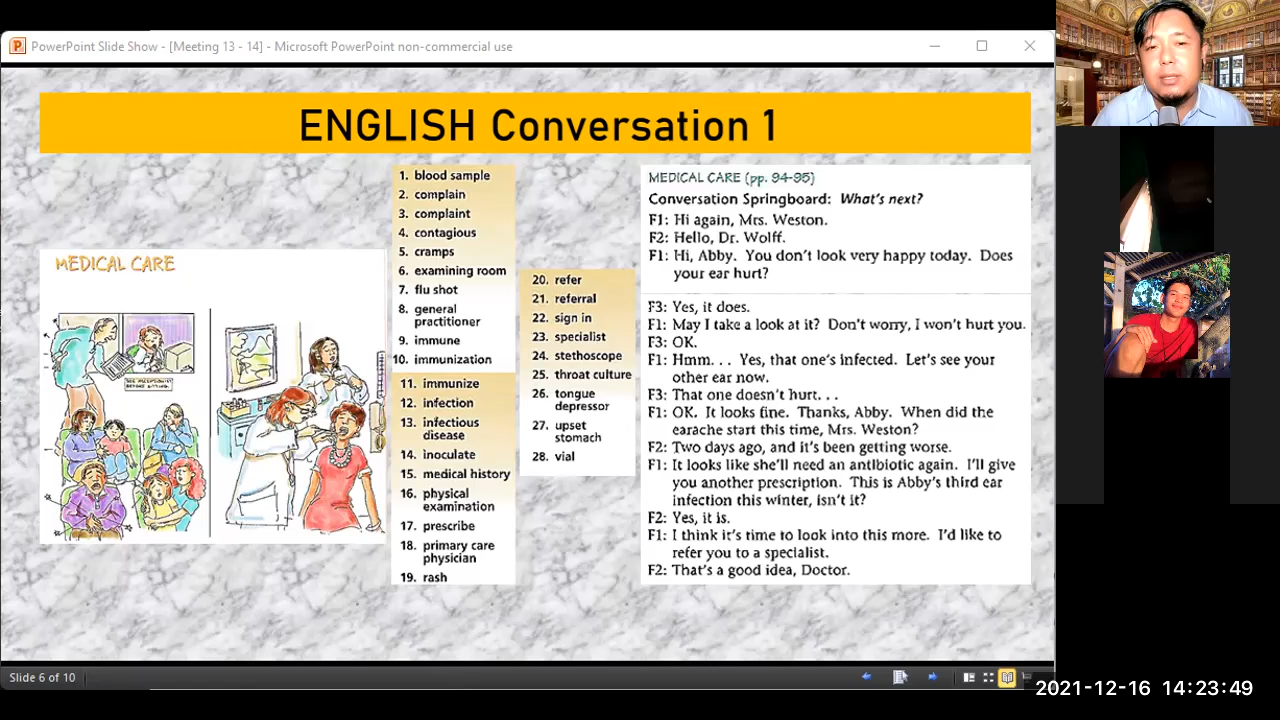 PowerPoint Slide Show - [Meeting 13 - 14] - Microsoft PowerPoint non-commercial use
ENGLISH Conversation 1
MEDICAL CARE
SEE RECEPTIONIST
BEFORE SITTING.
1. blood sample
2. complain
3. complaint
4. contagious
5. cramps
6. examining room
7. flu shot
8. general
practitioner
9. immune
10. immunization
11. immunize
12. infection
13. infectious
disease
14. inoculate
15. medical history
16. physical
examination
17. prescribe
18. primary care
physician
19. rash
20. refer
21. referral
22. sign in
23. specialist
24. stethoscope
25. throat culture
26. tongue
depressor
27. upset
stomach
28. vial
MEDICAL CARE (pp. 94-95)
Conversation Springboard: What's next?
F1: Hi again, Mrs. Weston.
F2: Hello, Dr. Wolff.
F1: Hi, Abby. You don't look very happy today. Does
your ear hurt?
F3: Yes, it does.
F1: May I take a look at it? Don't worry, I won't hurt you.
F3: OK.
F1: Hmm. . . Yes, that one's infected. Let's see your
other ear now.
F3: That one doesn't hurt. . .
F1: OK. It looks fine. Thanks, Abby. When did the
earache start this time, Mrs. Weston?
F2: Two days ago, and it's been getting worse.
F1: It looks like she'll need an antibiotic again. I'll give
you another prescription. This is Abby's third ear
infection this winter, isn't it?
F2: Yes, it is.
F1: I think it's time to look into this more. I'd like to
refer you to a specialist.
F2: That's a good idea, Doctor.
Slide 6 of 10
2021-12-16 14:23:49